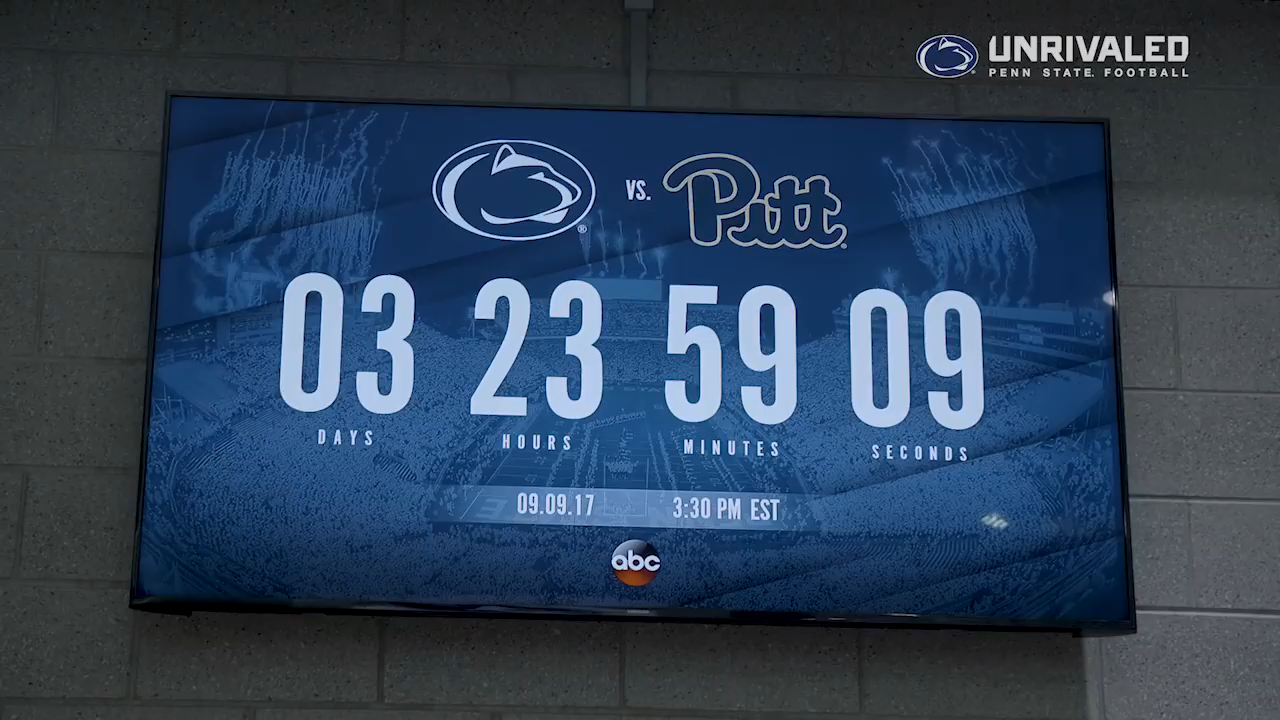 UNRIVALED
PENN STATE. FOOTBALL
VS. Pitt
03 23 59 09
DAYS HOURS MINUTES SECONDS
09.09.17 3:30 PM EST
abc